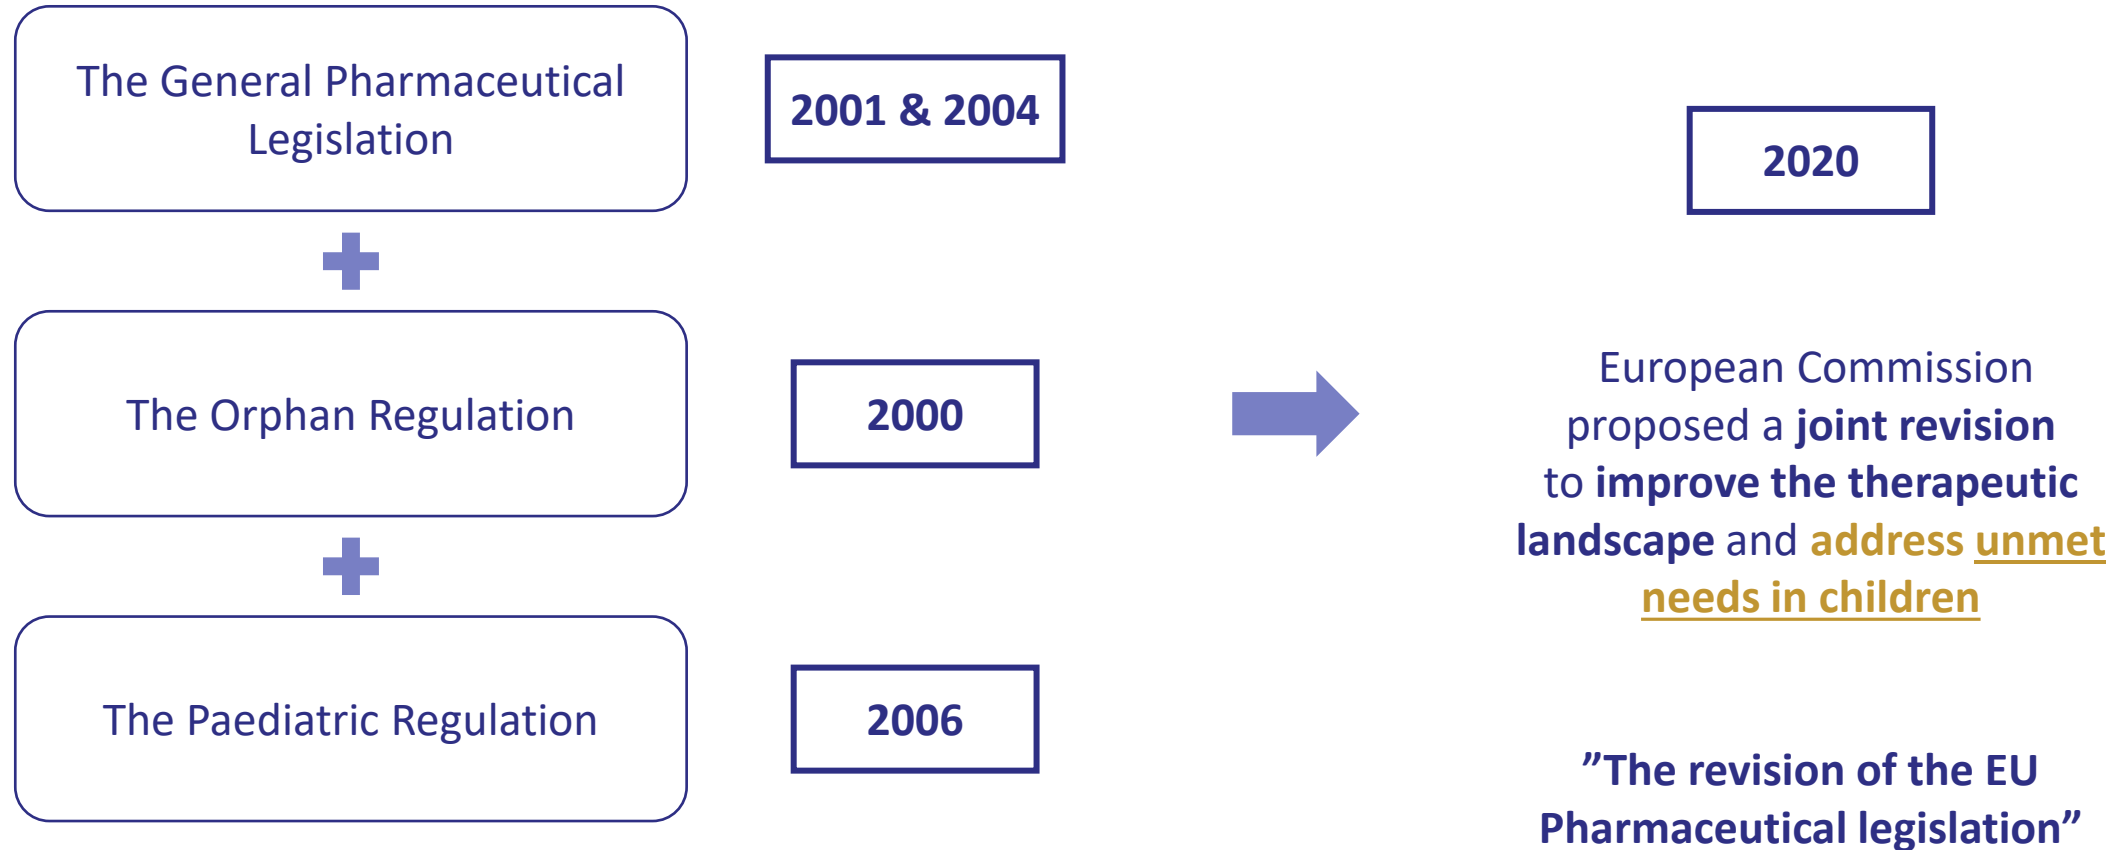 The General Pharmaceutical
Legislation
2001 & 2004
The Orphan Regulation
2000
The Paediatric Regulation
2006
2020
European Commission
proposed a joint revision
to improve the therapeutic
landscape and address unmet
needs in children
”The revision of the EU
Pharmaceutical legislation”